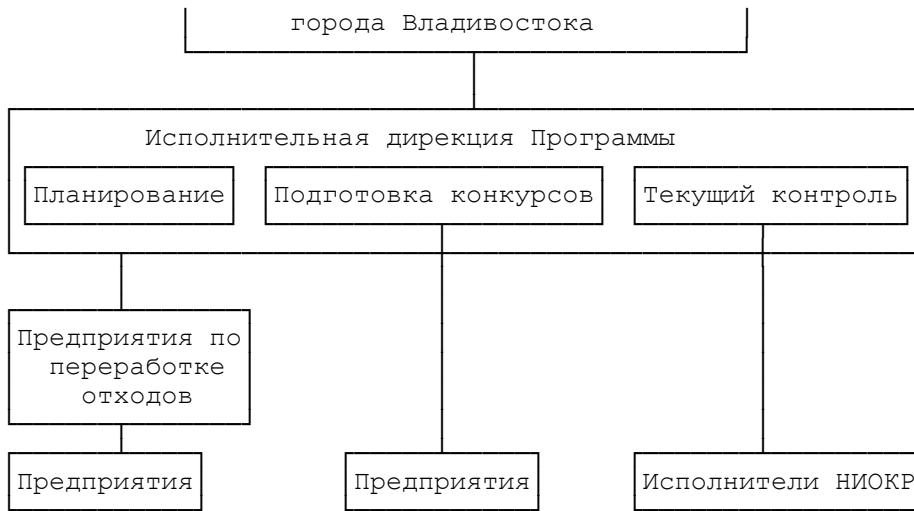 города Владивостока
Исполнительная дирекция Программы
Планирование Подготовка конкурсов Текущий контроль
Предприятия по
переработке
отходов
Предприятия Предприятия Исполнители НИОКР